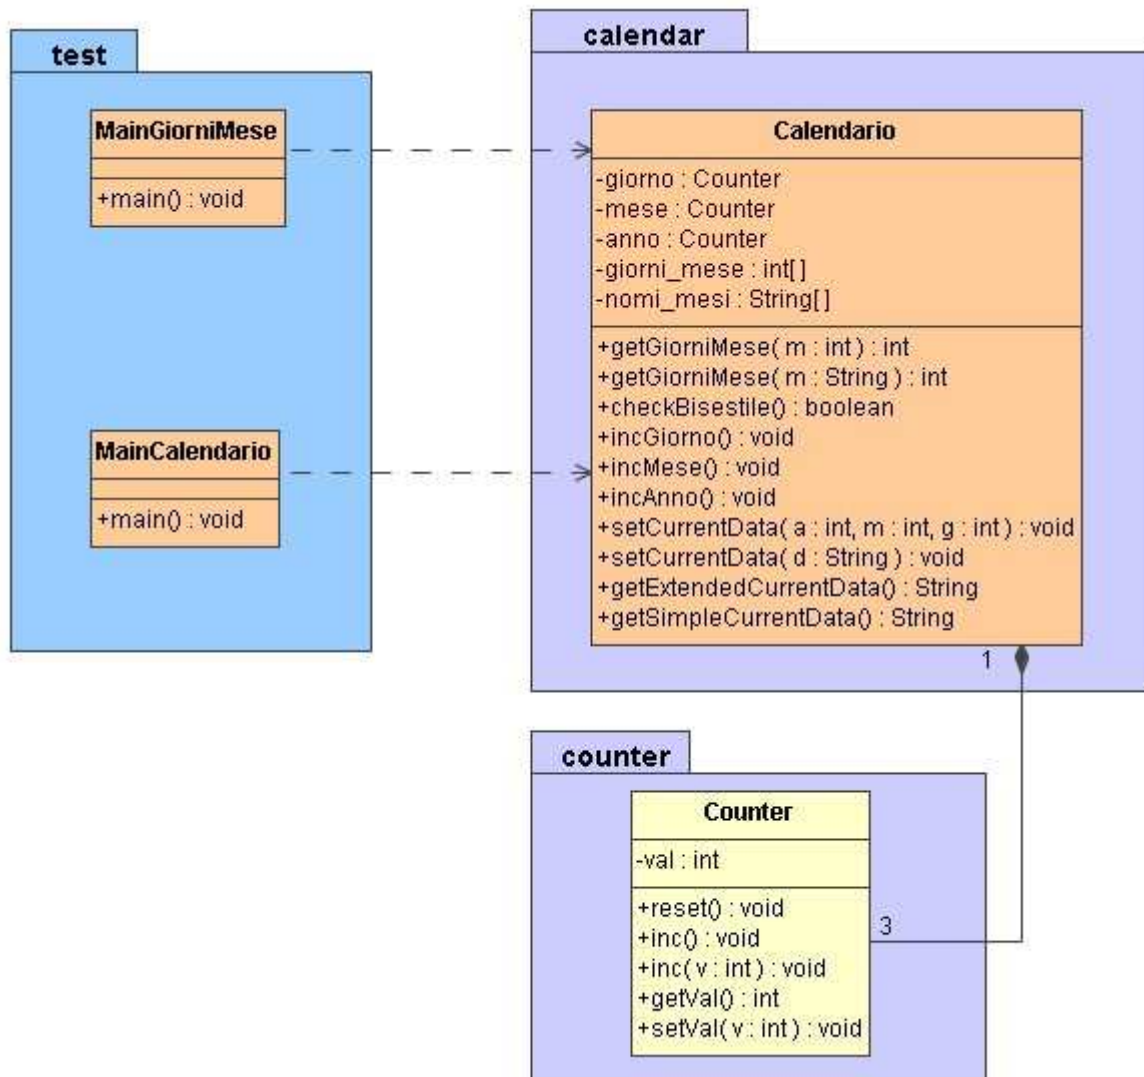 test
MainGiorniMese
+main() : void
MainCalendario
+main() : void
calendar
Calendario
-giorno : Counter
-mese : Counter
-anno : Counter
-giorni_mese : int[]
-nomi_mesi : String[]
+getGiorniMese( m : int ) : int
+getGiorniMese( m : String ) : int
+checkBisestile() : boolean
+incGiorno() : void
+incMese() : void
+incAnno() : void
+setCurrentData( a : int, m : int, g : int ) : void
+setCurrentData( d : String ) : void
+getExtendedCurrentData() : String
+getSimpleCurrentData() : String
1
counter
Counter
-val : int
+reset() : void
+inc() : void
+inc( v : int ) : void
+getVal() : int
+setVal( v : int ) : void
3